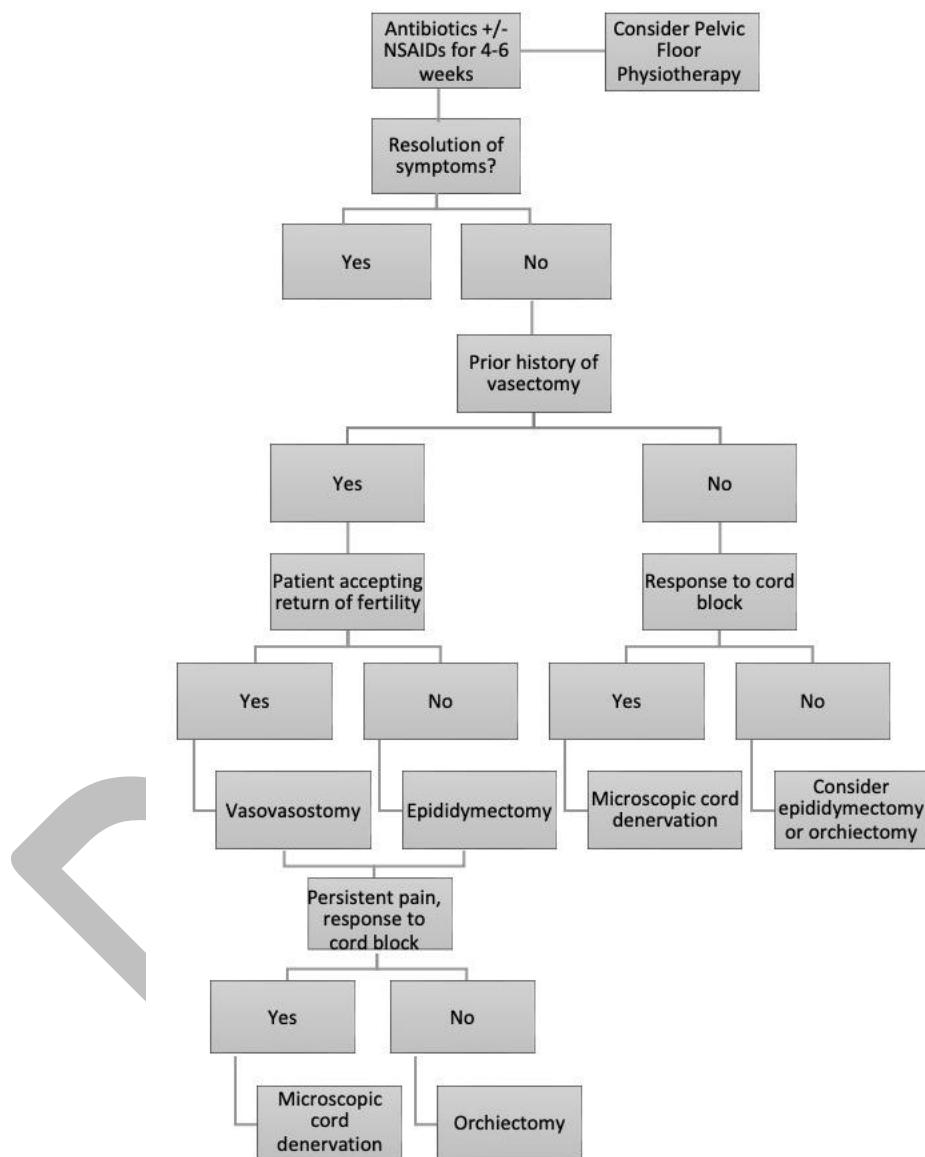 Antibiotics +/-
NSAIDs for 4-6
weeks
Consider Pelvic
Floor
Physiotherapy
Resolution of
symptoms?
Yes
No
Prior history of
vasectomy
Yes
No
Patient accepting
return of fertility
Response to cord
block
Yes
No
Yes
No
Vasovasostomy
Epididymectomy
Microscopic cord
denervation
Consider
epididymectomy
or orchiectomy
Persistent pain,
response to
cord block
Yes
No
Microscopic
cord
denervation
Orchiectomy